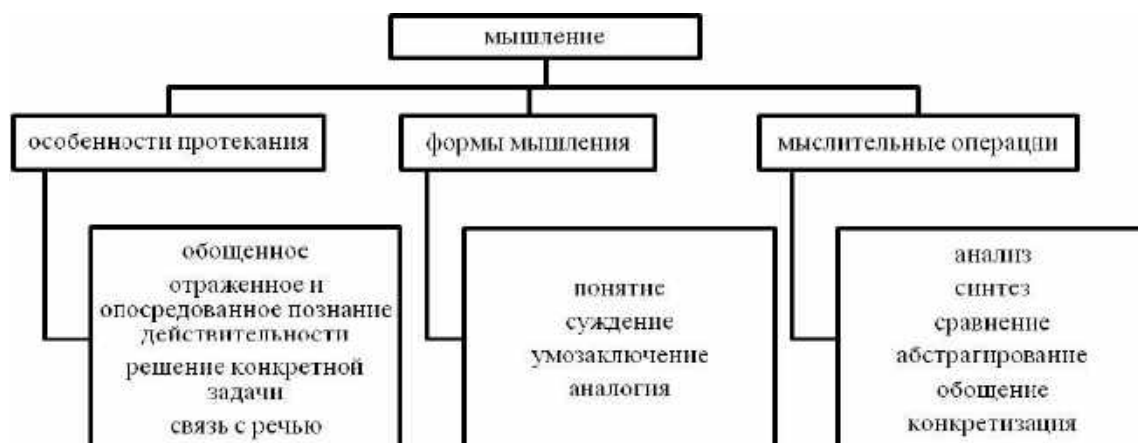 мышление
особенности протекания
формы мышления
мыслительные операции
обощенное
отраженное и
опосредованное познание
действительности
решение конкретной
задачи
связь с речью
понятие
суждение
умозаключение
аналогия
анализ
синтез
сравнение
абстрагирование
обощение
конкретизация